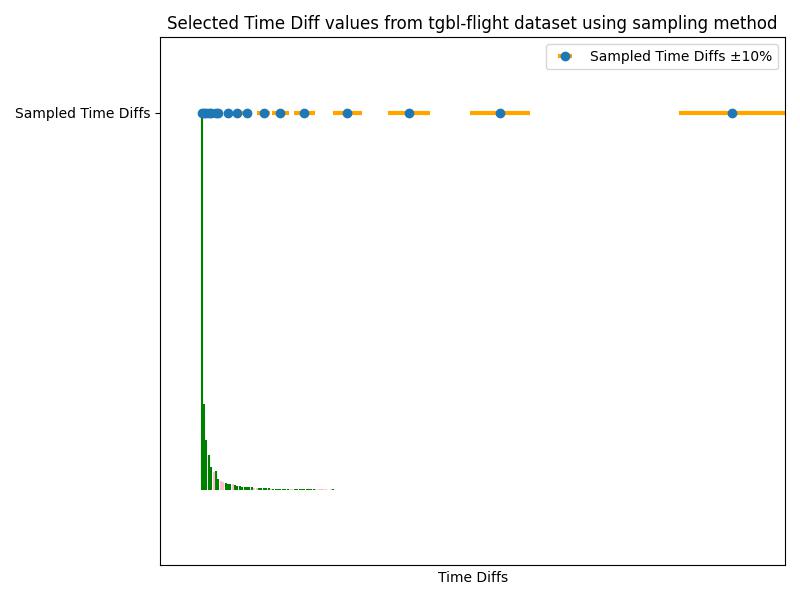 Selected Time Diff values from tgbl-flight dataset using sampling method
Sampled Time Diffs ±10%
Sampled Time Diffs
Time Diffs